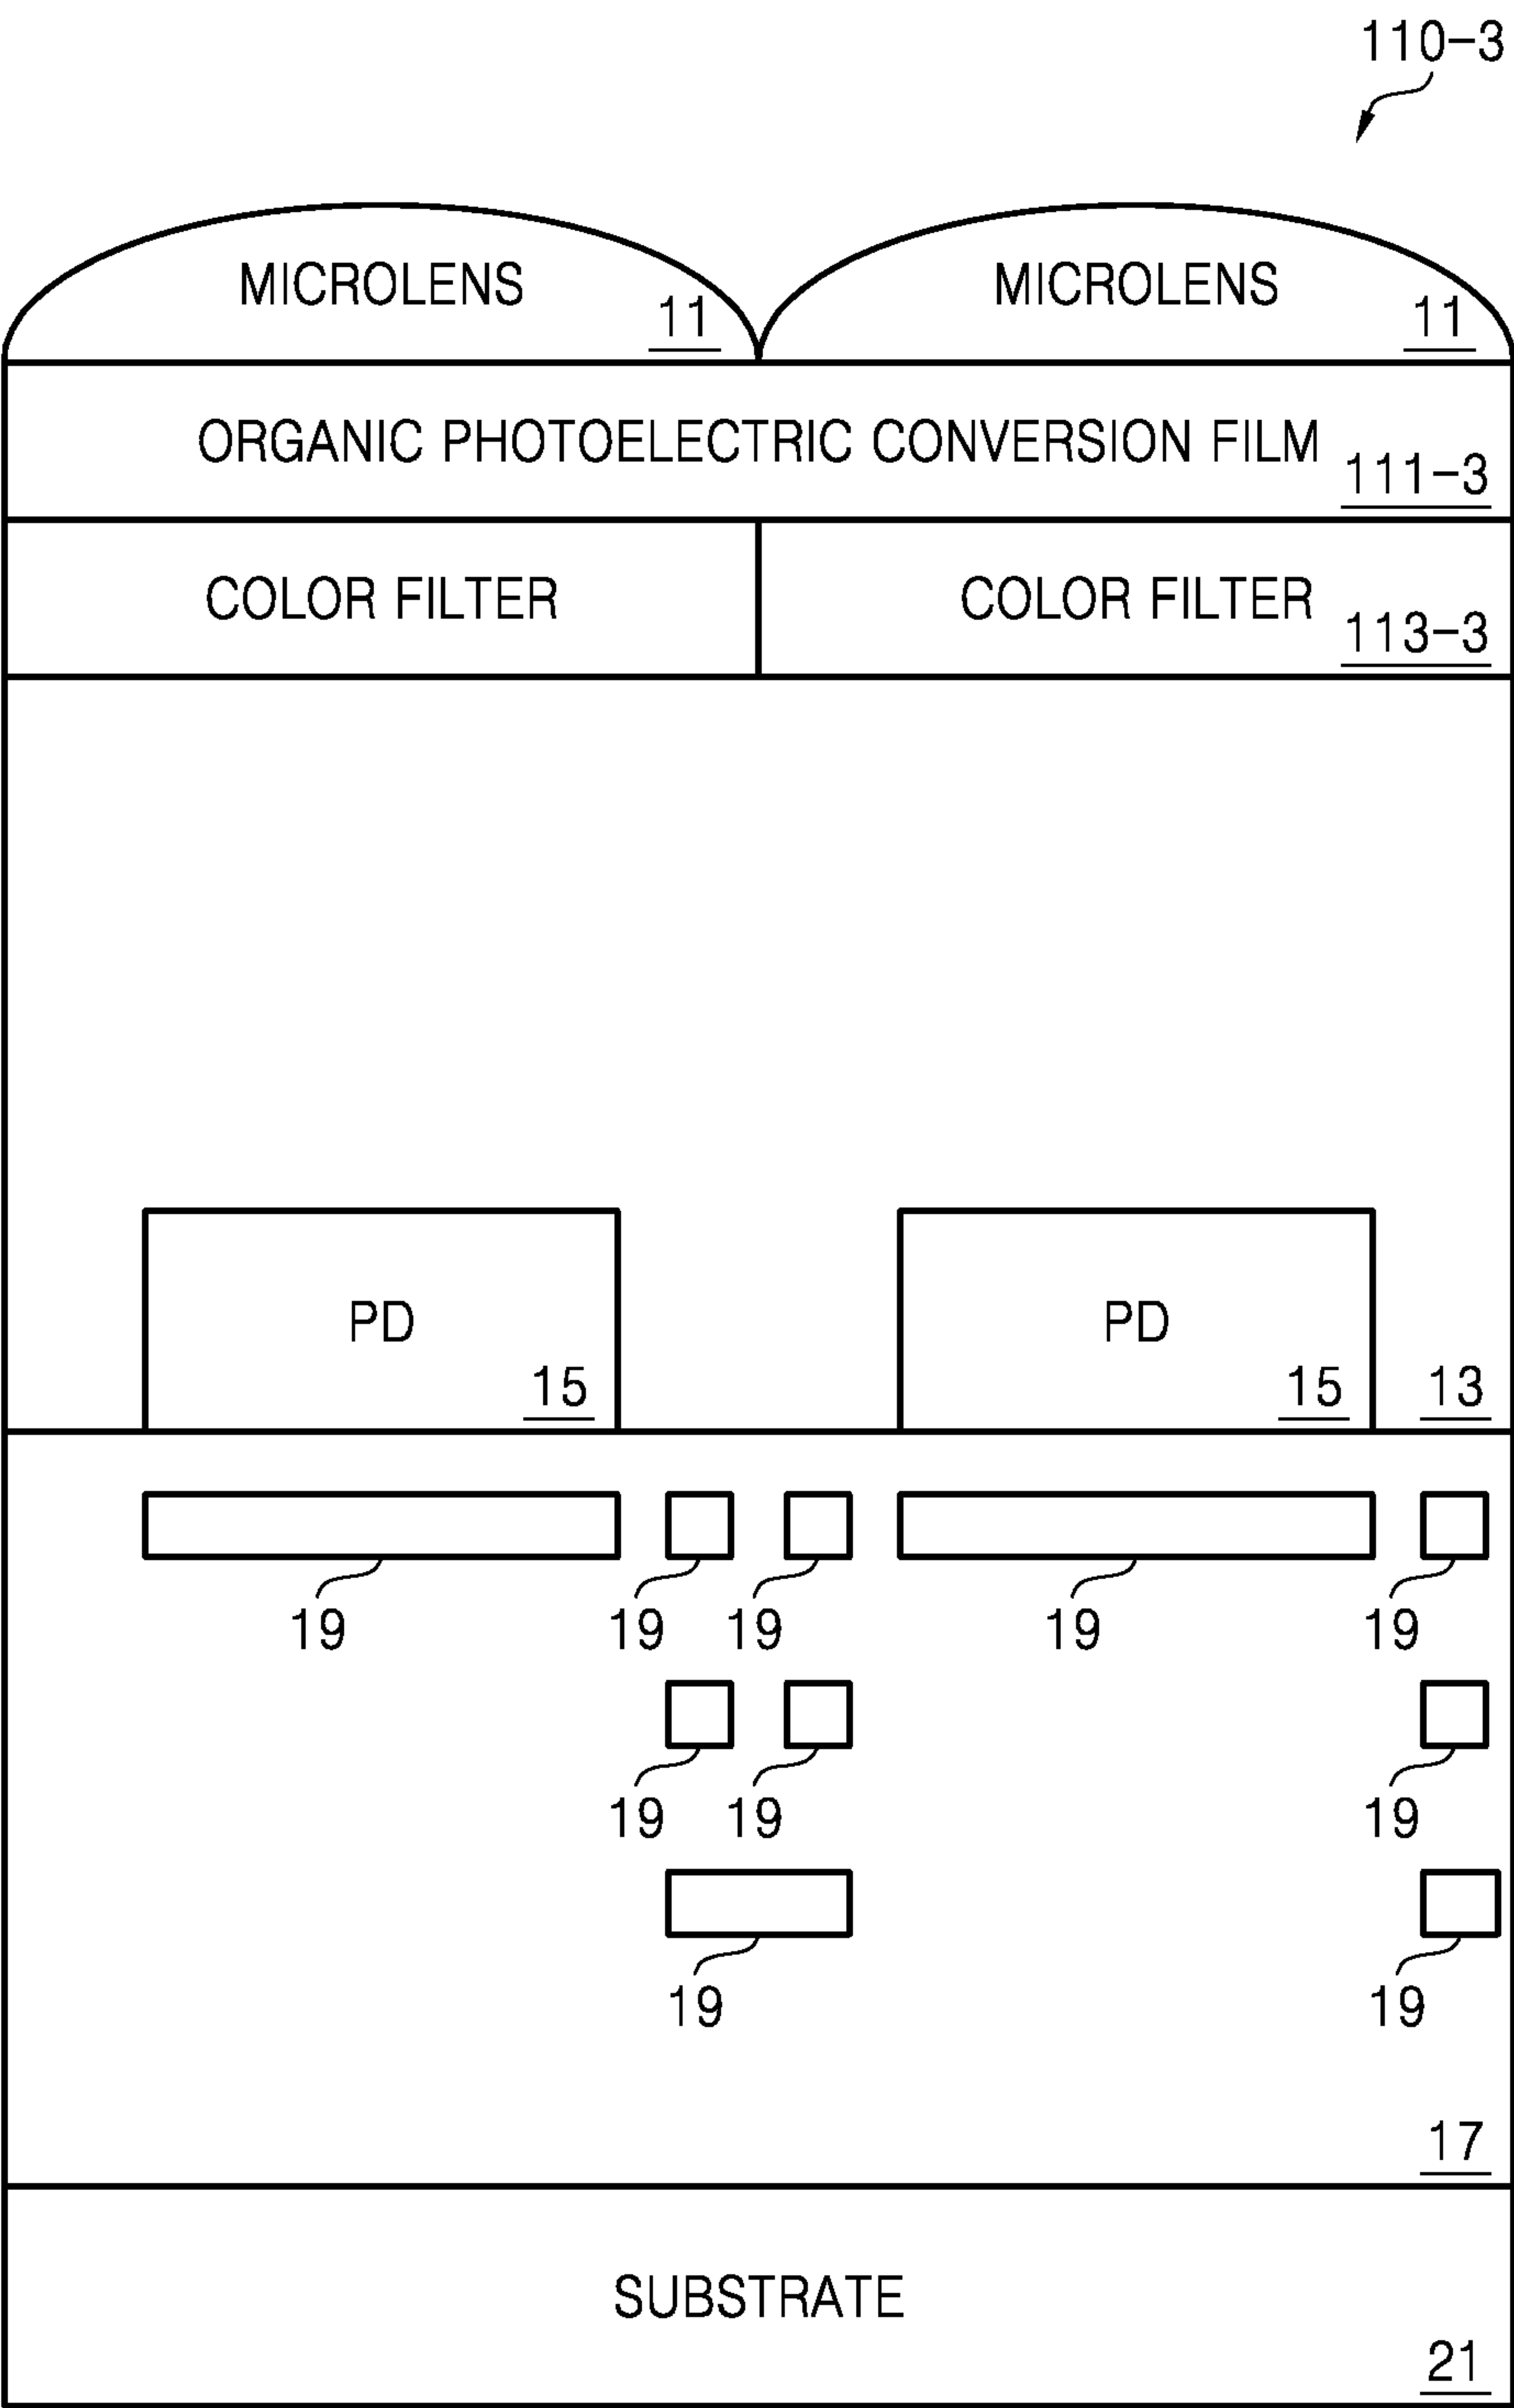 110-3
MICROLENS
11
MICROLENS
11
ORGANIC PHOTOELECTRIC CONVERSION FILM
111-3
COLOR FILTER
COLOR FILTER
113-3
PD
15
PD
15
13
19
19
19
19
19
19
19
19
19
19
17
SUBSTRATE
21